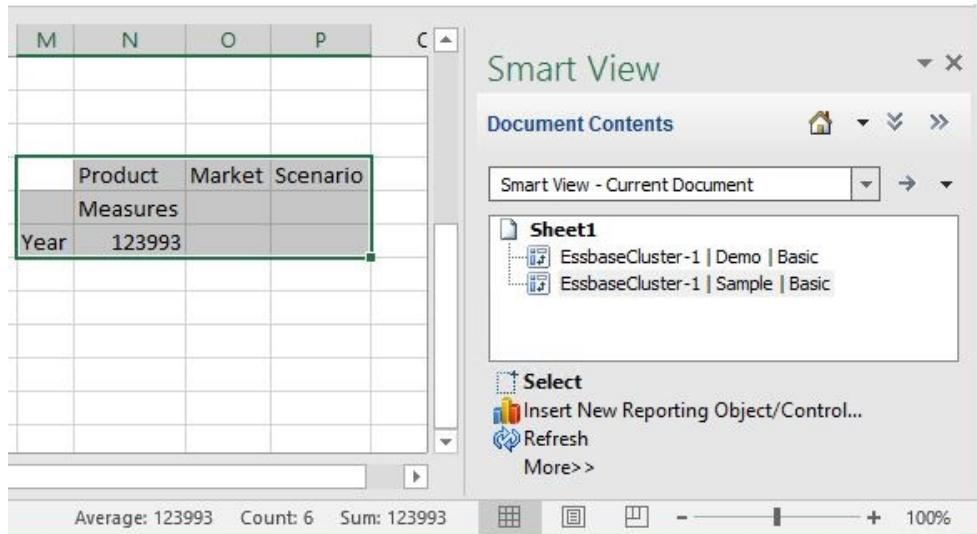 M N O P
Product Market Scenario
Measures
Year 123993
Smart View
Document Contents
Smart View - Current Document
Sheet1
EssbaseCluster-1 | Demo | Basic
EssbaseCluster-1 | Sample | Basic
Select
Insert New Reporting Object/Control...
Refresh
More>>
Average: 123993 Count: 6 Sum: 123993
100%